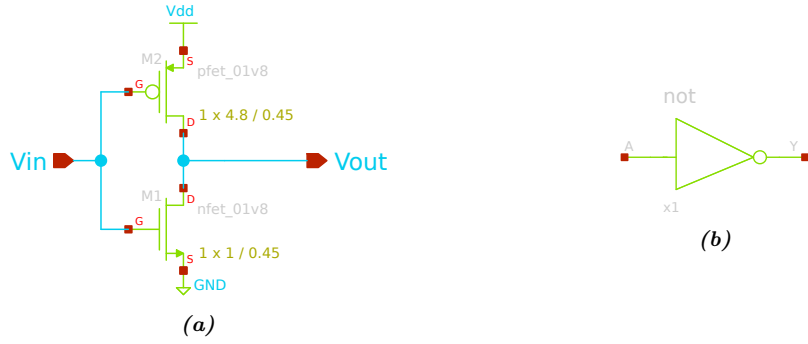 Vdd
M2
S
G
pfet_01v8
D
1 x 4.8 / 0.45
Vin
Vout
M1
D
nfet_01v8
G
1 x 1 / 0.45
S
GND
(a)
not
A
Y
x1
(b)